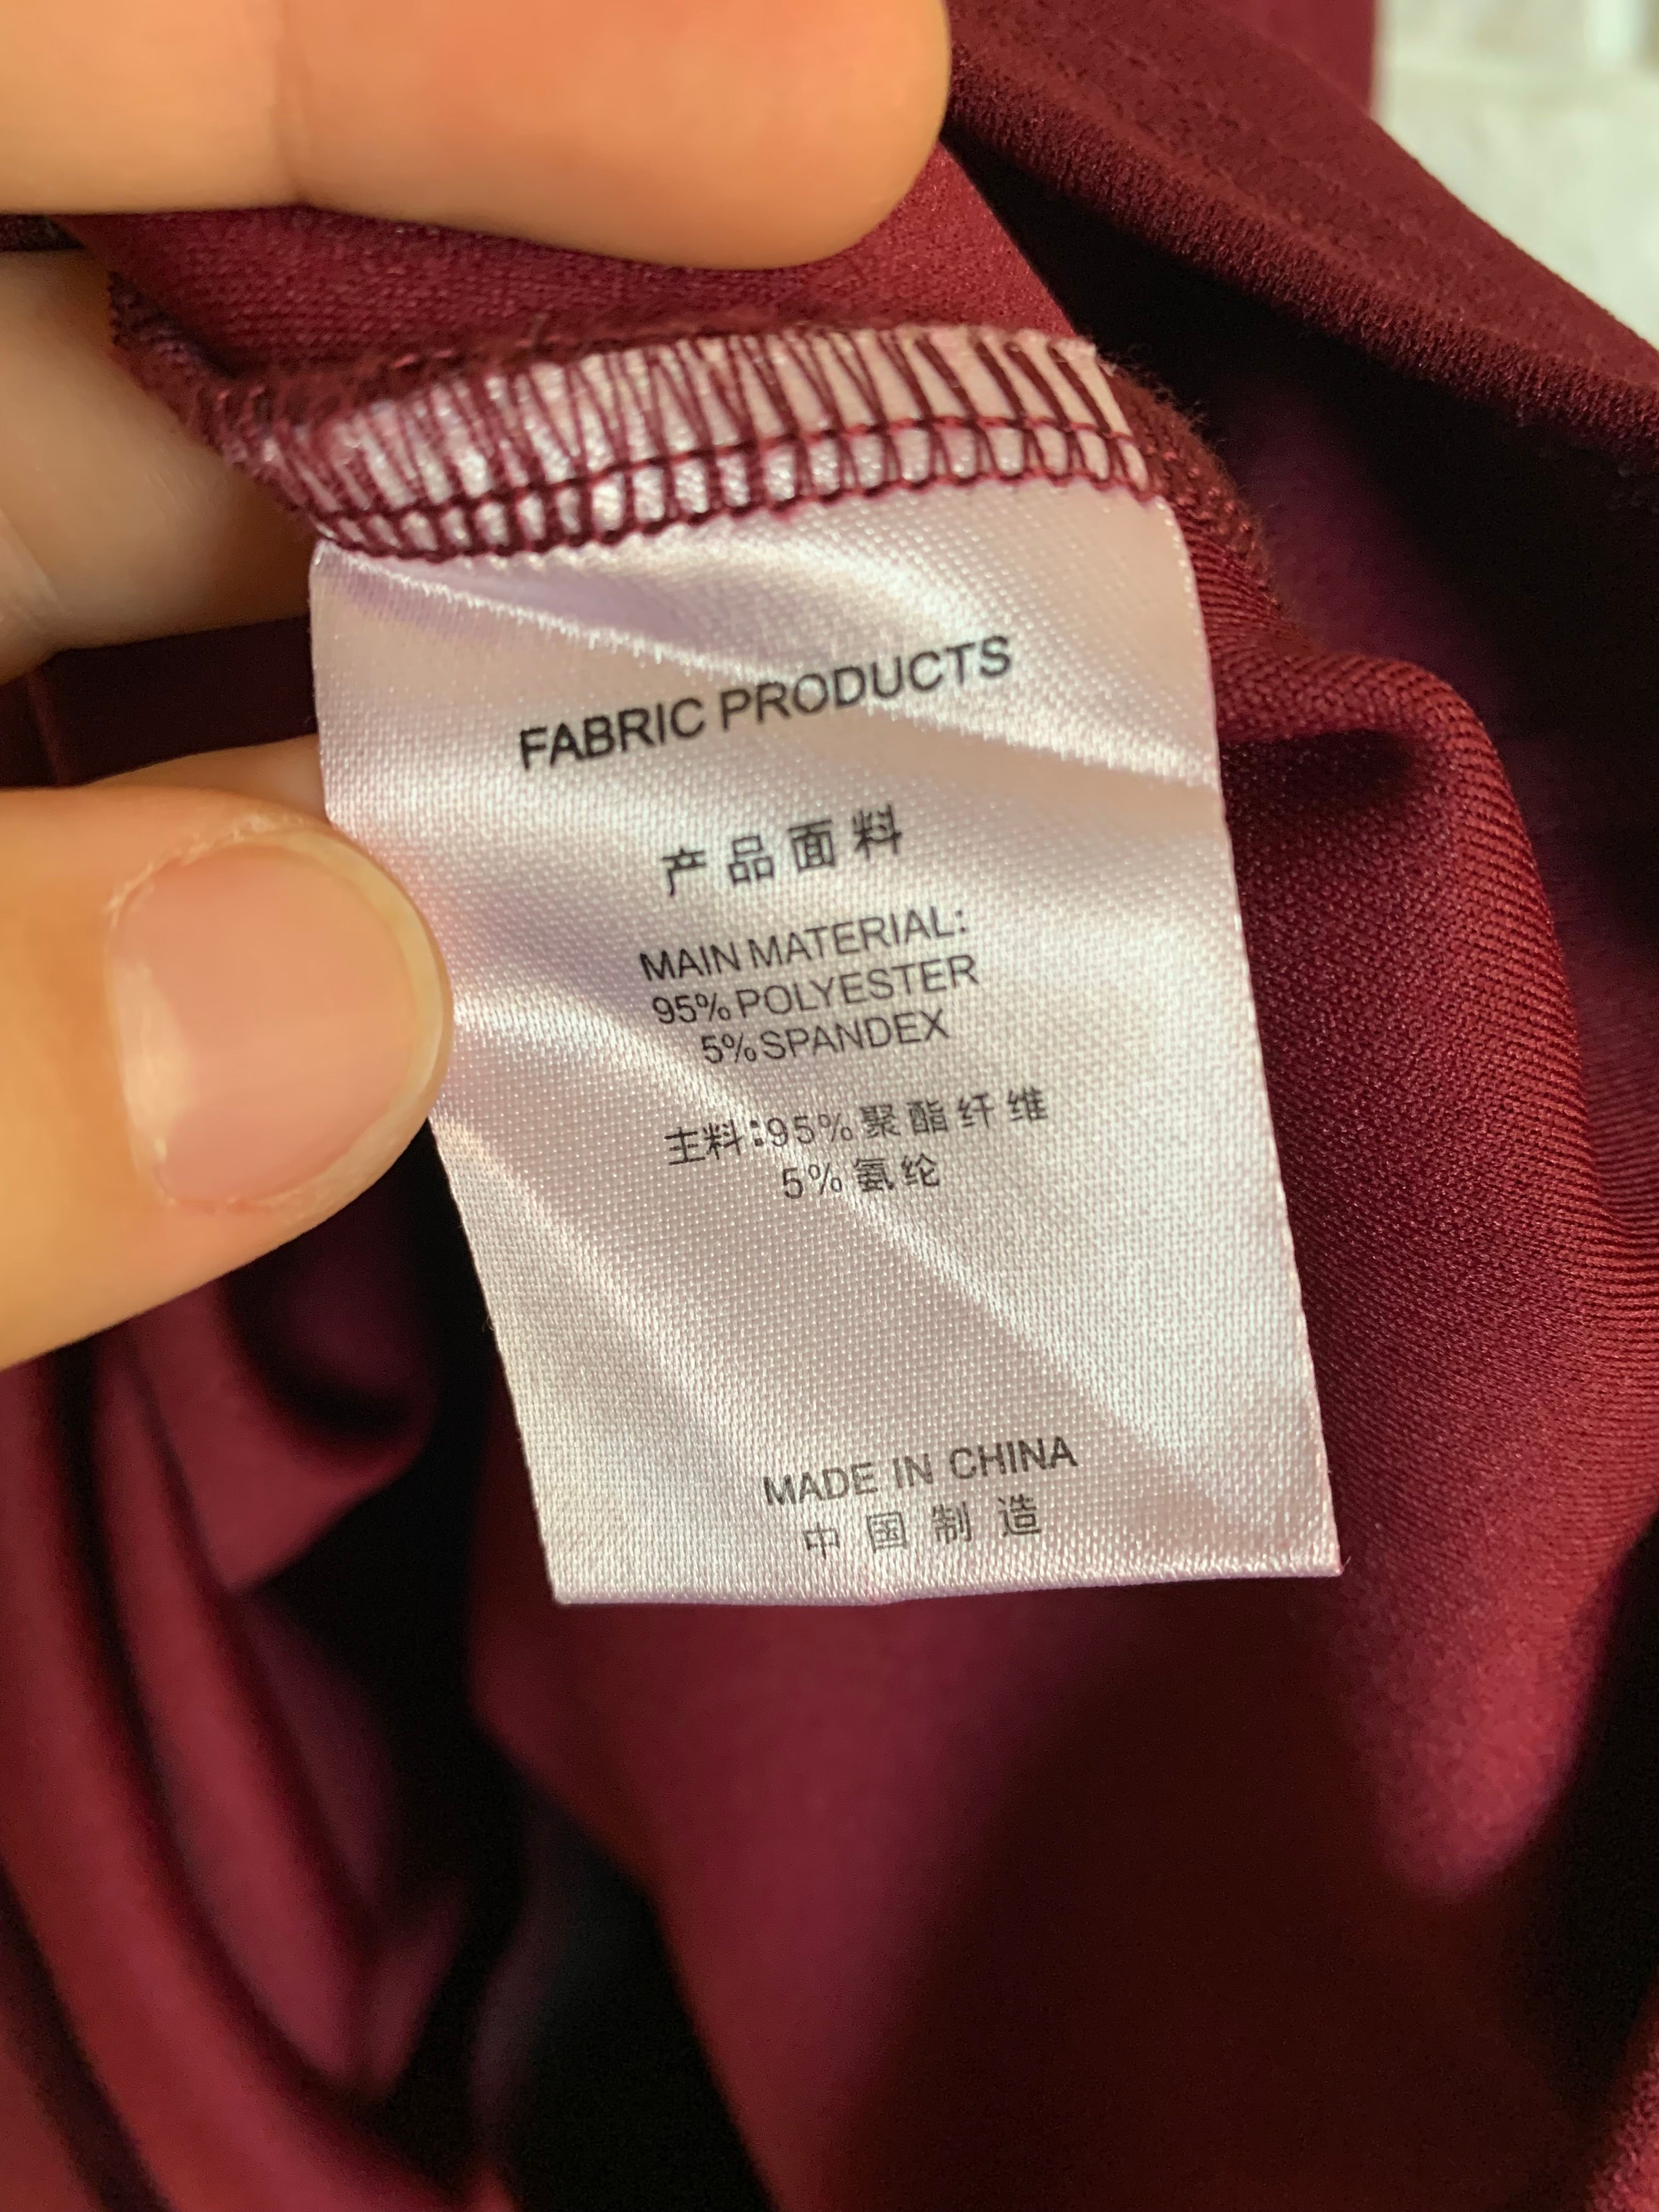 FABRIC PRODUCTS
产品面料
MAIN MATERIAL:
95% POLYESTER
5% SPANDEX
主料:95%聚酯纤维
5%氨纶
MADE IN CHINA
中国制造